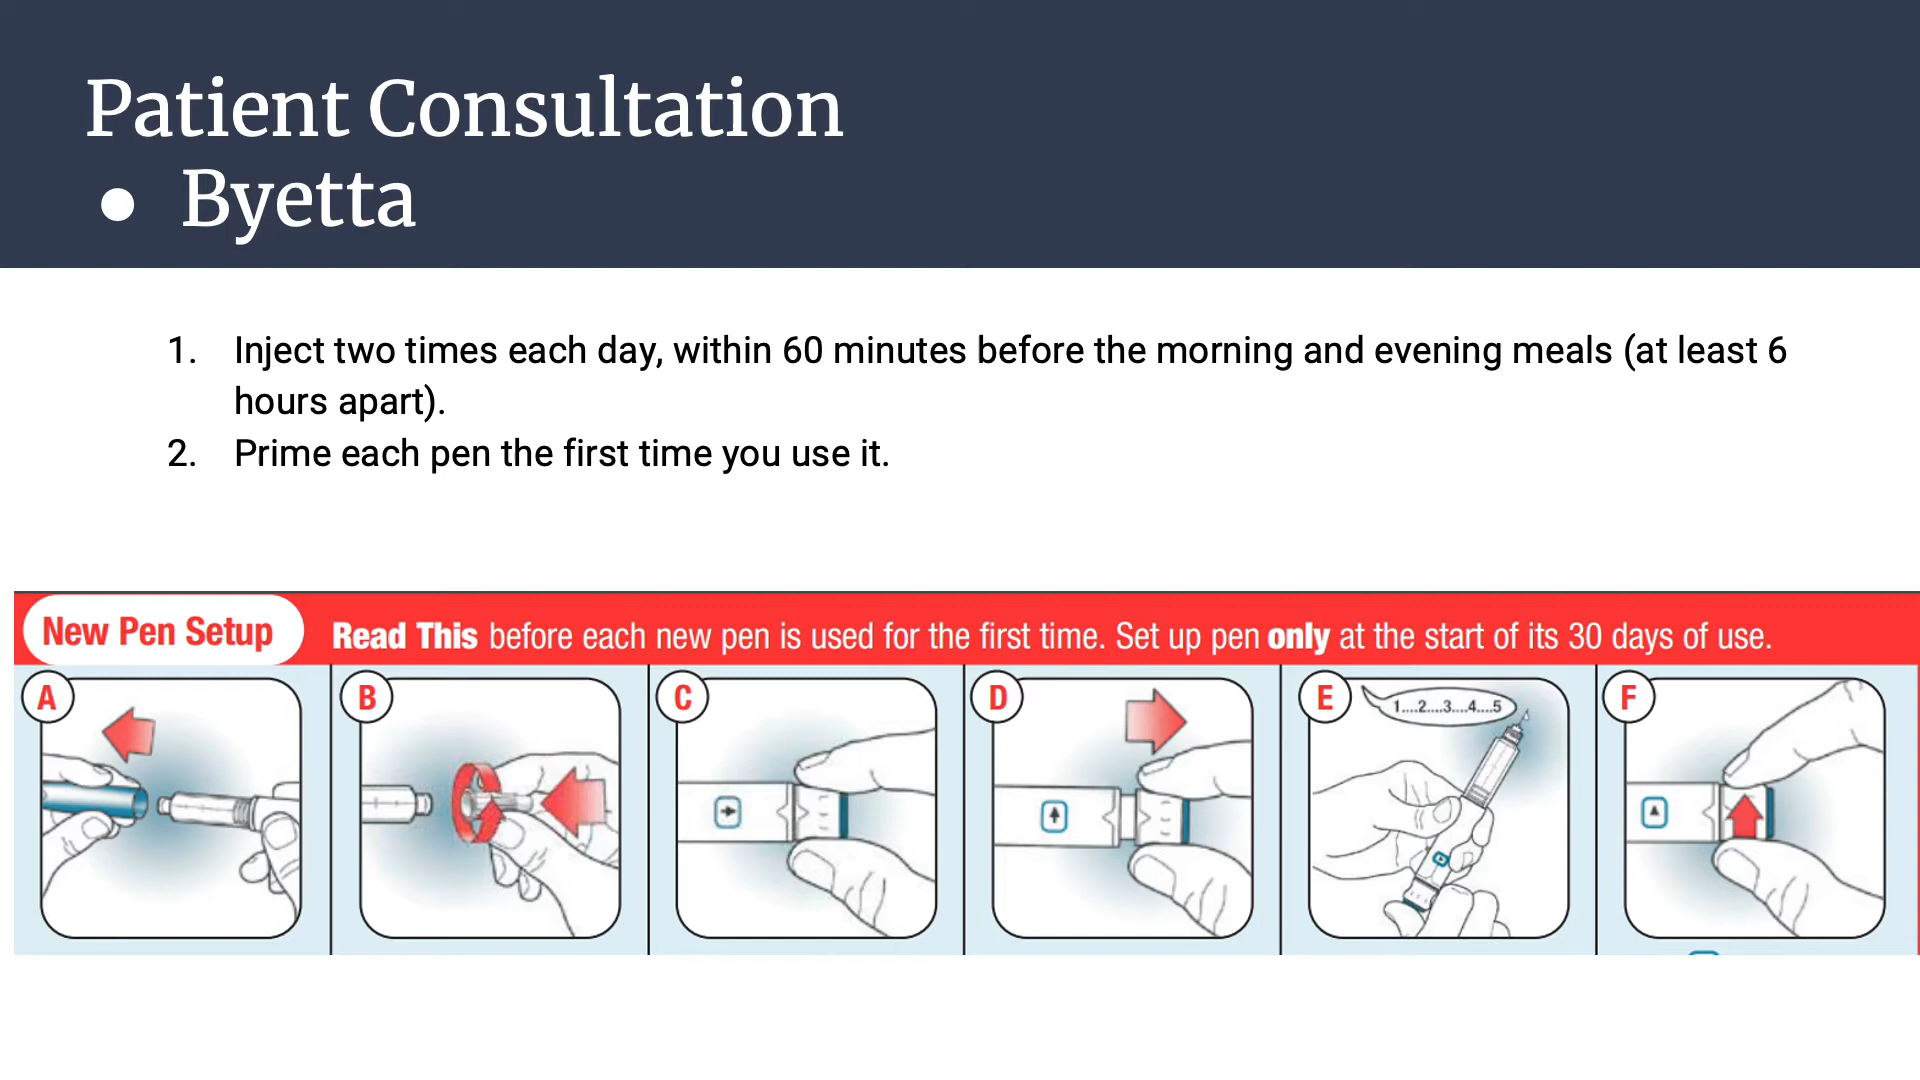 Patient Consultation
● Byetta
1. Inject two times each day, within 60 minutes before the morning and evening meals (at least 6
hours apart).
2. Prime each pen the first time you use it.
New Pen Setup Read This before each new pen is used for the first time. Set up pen only at the start of its 30 days of use.
A B C D E F
1....2....3....4....5